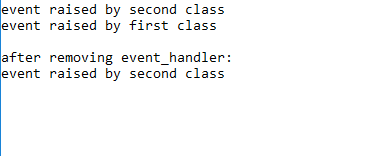 event raised by second class
event raised by first class
after removing event_handler:
event raised by second class